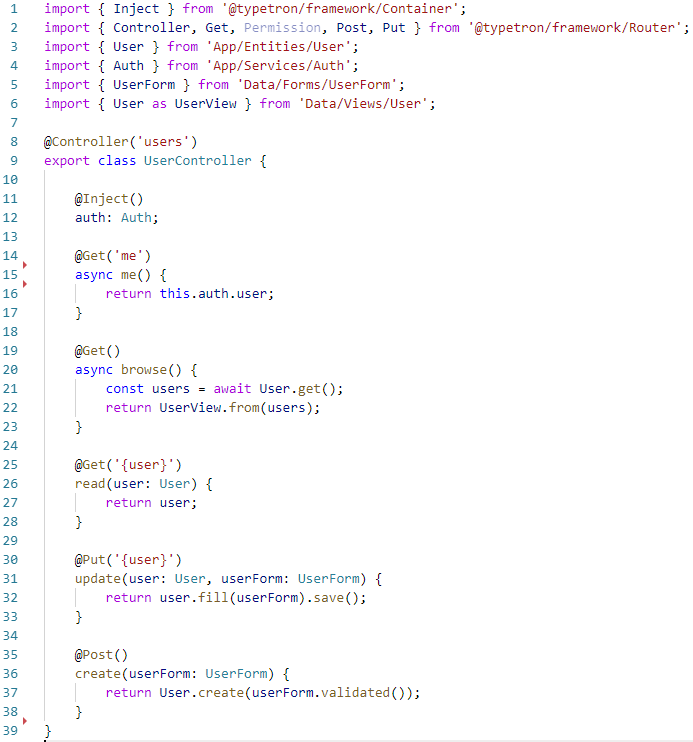 1 import { Inject } from '@typetron/framework/Container';
2 import { Controller, Get, Permission, Post, Put } from '@typetron/framework/Router';
3 import { User } from 'App/Entities/User';
4 import { Auth } from 'App/Services/Auth';
5 import { UserForm } from 'Data/Forms/UserForm';
6 import { User as UserView } from 'Data/Views/User';
7
8 @Controller('users')
9 export class UserController {
10
11     @Inject()
12     auth: Auth;
13
14     @Get('me')
15     async me() {
16         return this.auth.user;
17     }
18
19     @Get()
20     async browse() {
21         const users = await User.get();
22         return UserView.from(users);
23     }
24
25     @Get('{user}')
26     read(user: User) {
27         return user;
28     }
29
30     @Put('{user}')
31     update(user: User, userForm: UserForm) {
32         return user.fill(userForm).save();
33     }
34
35     @Post()
36     create(userForm: UserForm) {
37         return User.create(userForm.validated());
38     }
39 }